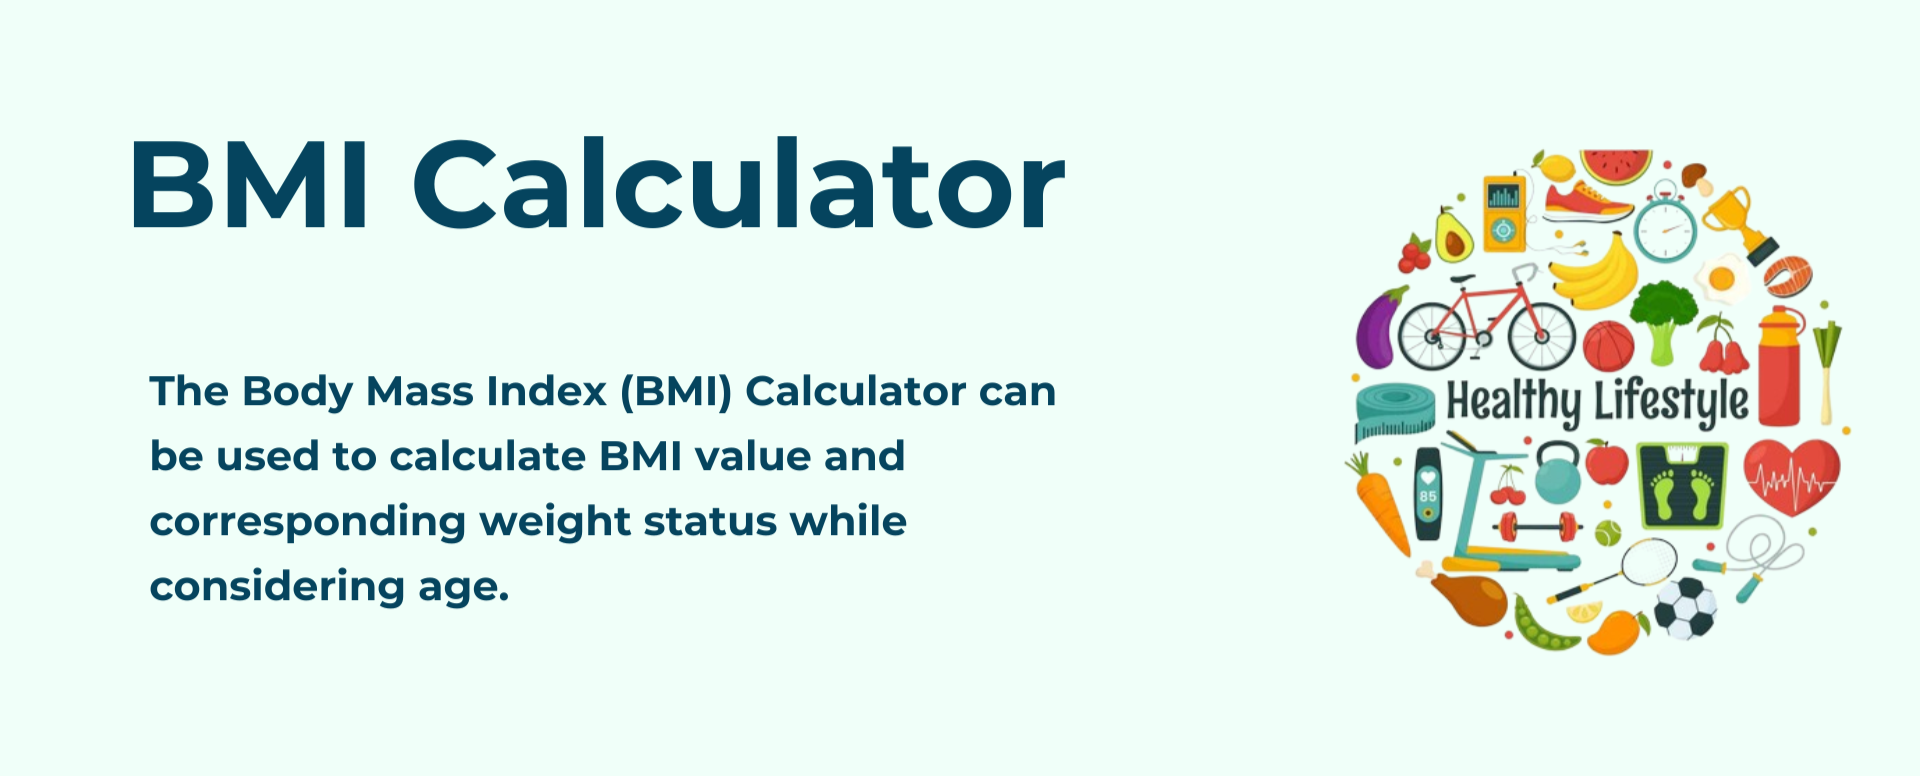 BMI Calculator
The Body Mass Index (BMI) Calculator can
be used to calculate BMI value and
corresponding weight status while
considering age.
Healthy Lifestyle
85